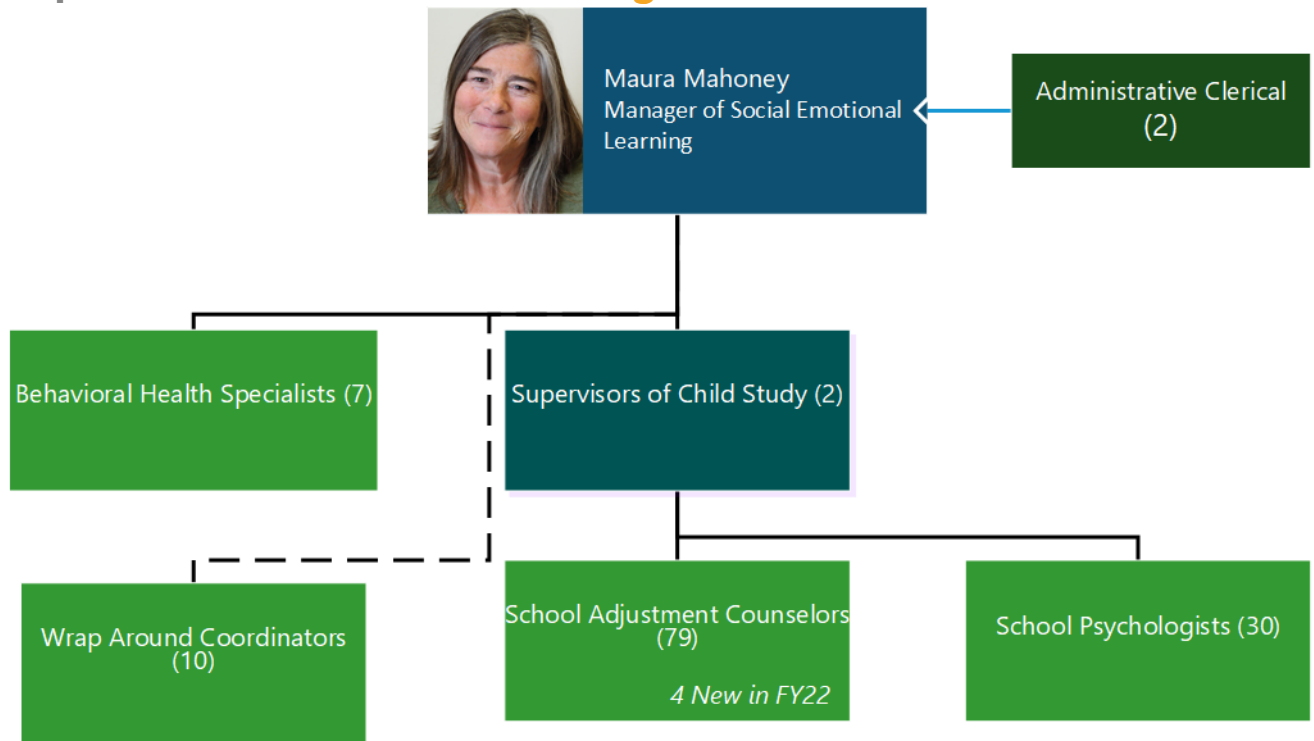 Maura Mahoney
Manager of Social Emotional
Learning
Administrative Clerical
(2)
Behavioral Health Specialists (7)
Supervisors of Child Study (2)
Wrap Around Coordinators
(10)
School Adjustment Counselors
(79)
4 New in FY22
School Psychologists (30)